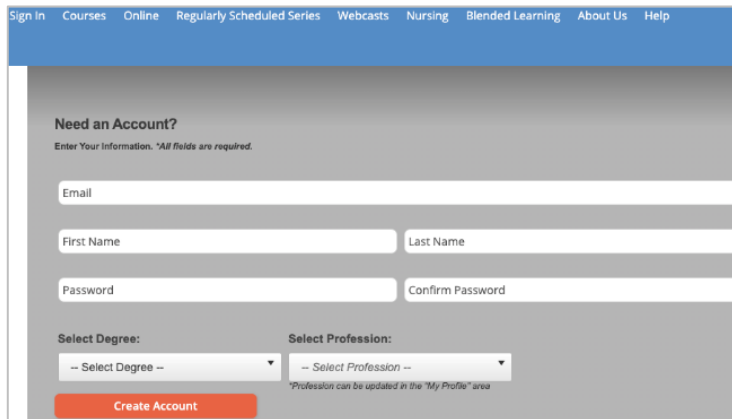 Sign In Courses Online Regularly Scheduled Series Webcasts Nursing Blended Learning About Us Help
Need an Account?
Enter Your Information. *All fields are required.
Email
First Name Last Name
Password Confirm Password
Select Degree: Select Profession:
-- Select Degree -- -- Select Profession --
*Profession can be updated in the "My Profile" area
Create Account